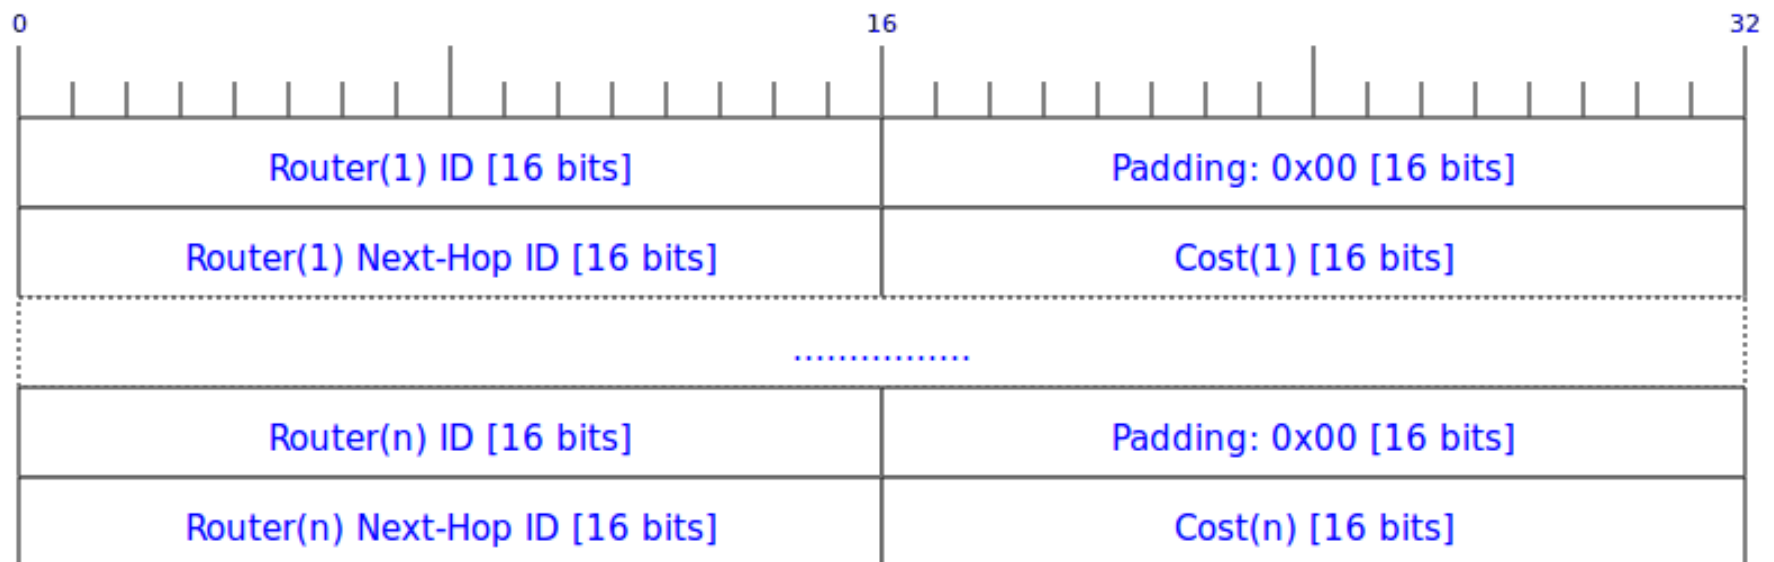 0 16 32
Router(1) ID [16 bits] Padding: 0x00 [16 bits]
Router(1) Next-Hop ID [16 bits] Cost(1) [16 bits]
................
Router(n) ID [16 bits] Padding: 0x00 [16 bits]
Router(n) Next-Hop ID [16 bits] Cost(n) [16 bits]